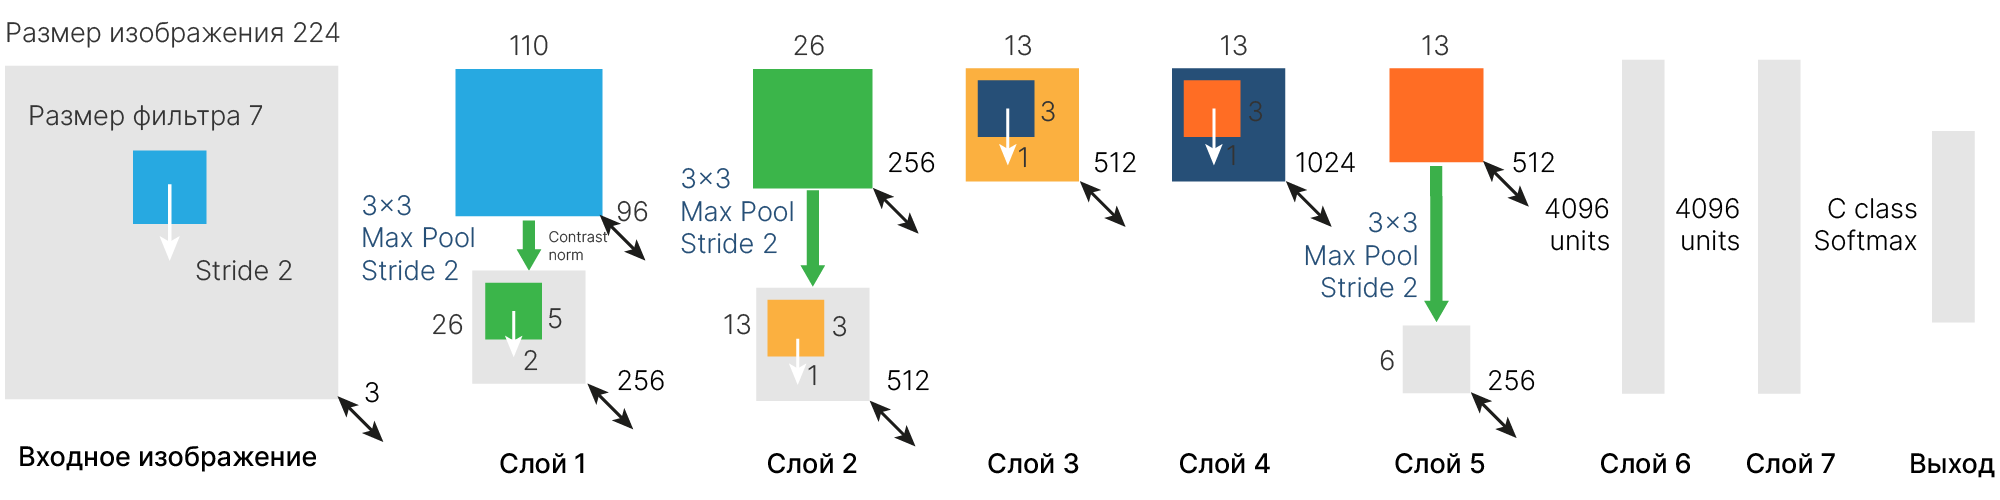 Размер изображения 224
Размер фильтра 7
Stride 2
3
Входное изображение
110
96
3×3
Max Pool
Stride 2
Contrast
norm
26
5
2
256
Слой 1
26
256
3×3
Max Pool
Stride 2
13
3
1
512
Слой 2
13
3
1
512
Слой 3
13
3
1
1024
Слой 4
13
512
3×3
Max Pool
Stride 2
6
256
Слой 5
4096
units
Слой 6
4096
units
Слой 7
C class
Softmax
Выход